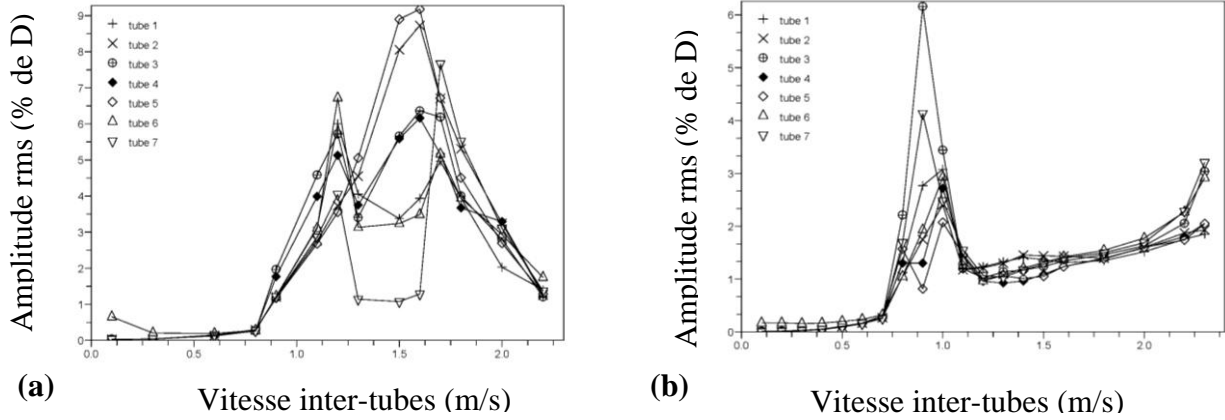 Amplitude rms (% de D)
9
8
7
6
5
4
3
2
1
0
tube 1
tube 2
tube 3
tube 4
tube 5
tube 6
tube 7
0.0 0.5 1.0 1.5 2.0
(a) Vitesse inter-tubes (m/s)
Amplitude rms (% de D)
6
5
4
3
2
1
0
tube 1
tube 2
tube 3
tube 4
tube 5
tube 6
tube 7
0.0 0.5 1.0 1.5 2.0
(b) Vitesse inter-tubes (m/s)